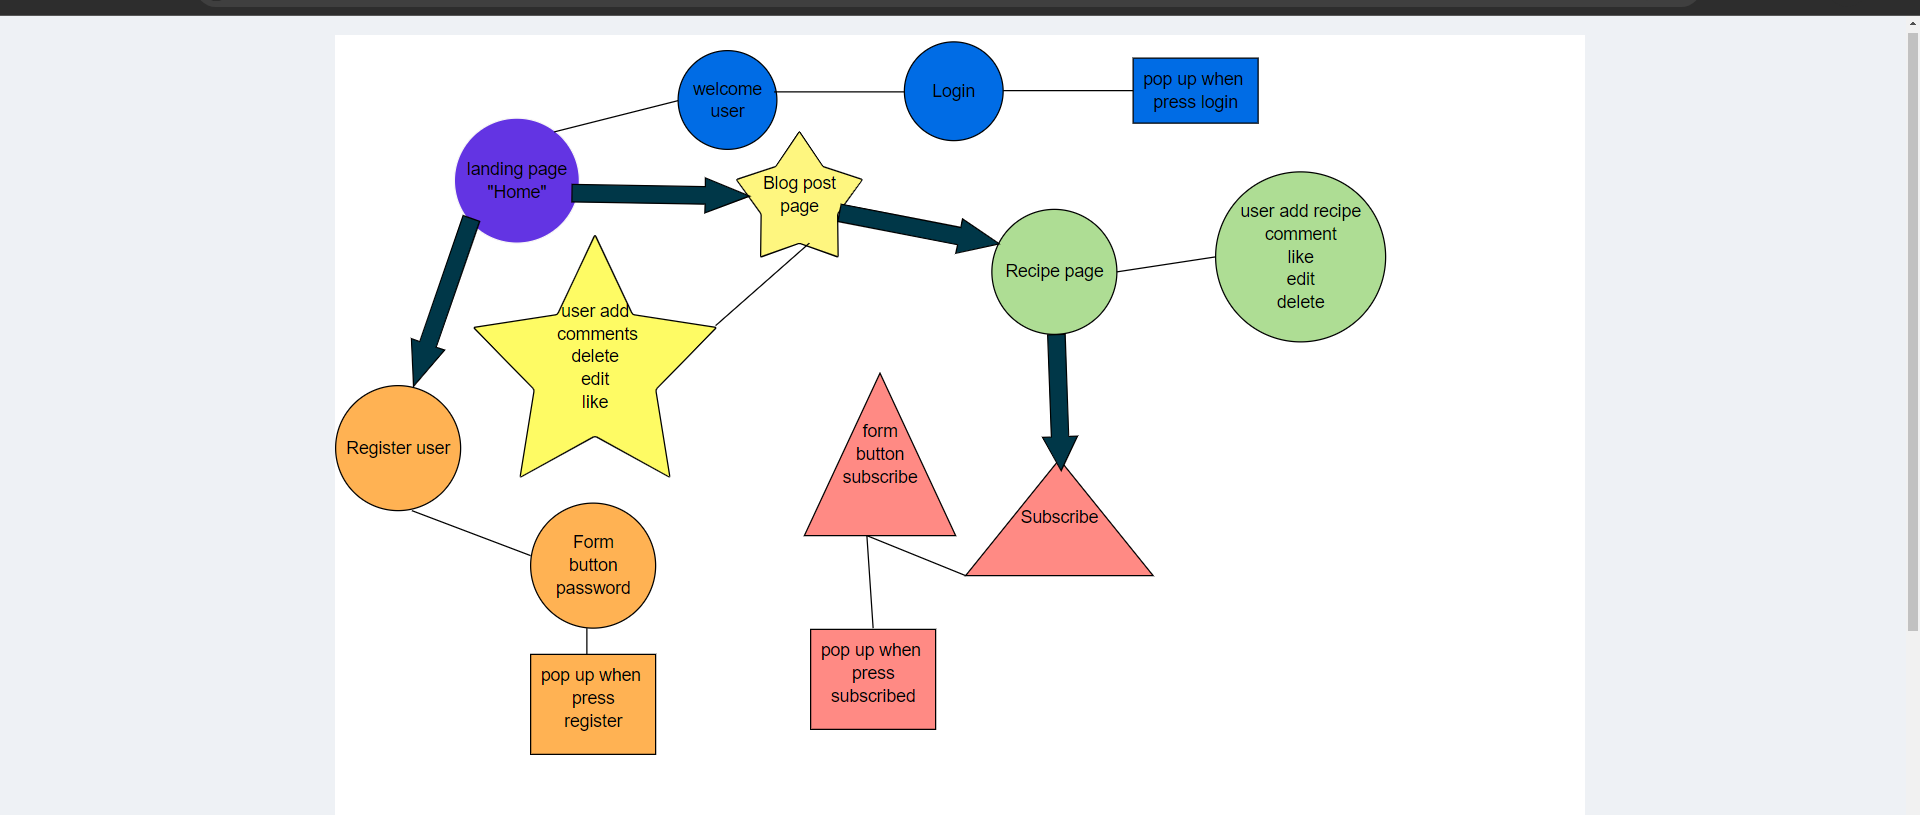 welcome
user
Login
pop up when
press login
landing page
"Home"
Blog post
page
user add recipe
comment
like
edit
delete
Recipe page
user add
comments
delete
edit
like
Register user
form
button
subscribe
Subscribe
Form
button
password
pop up when
press
register
pop up when
press
subscribed